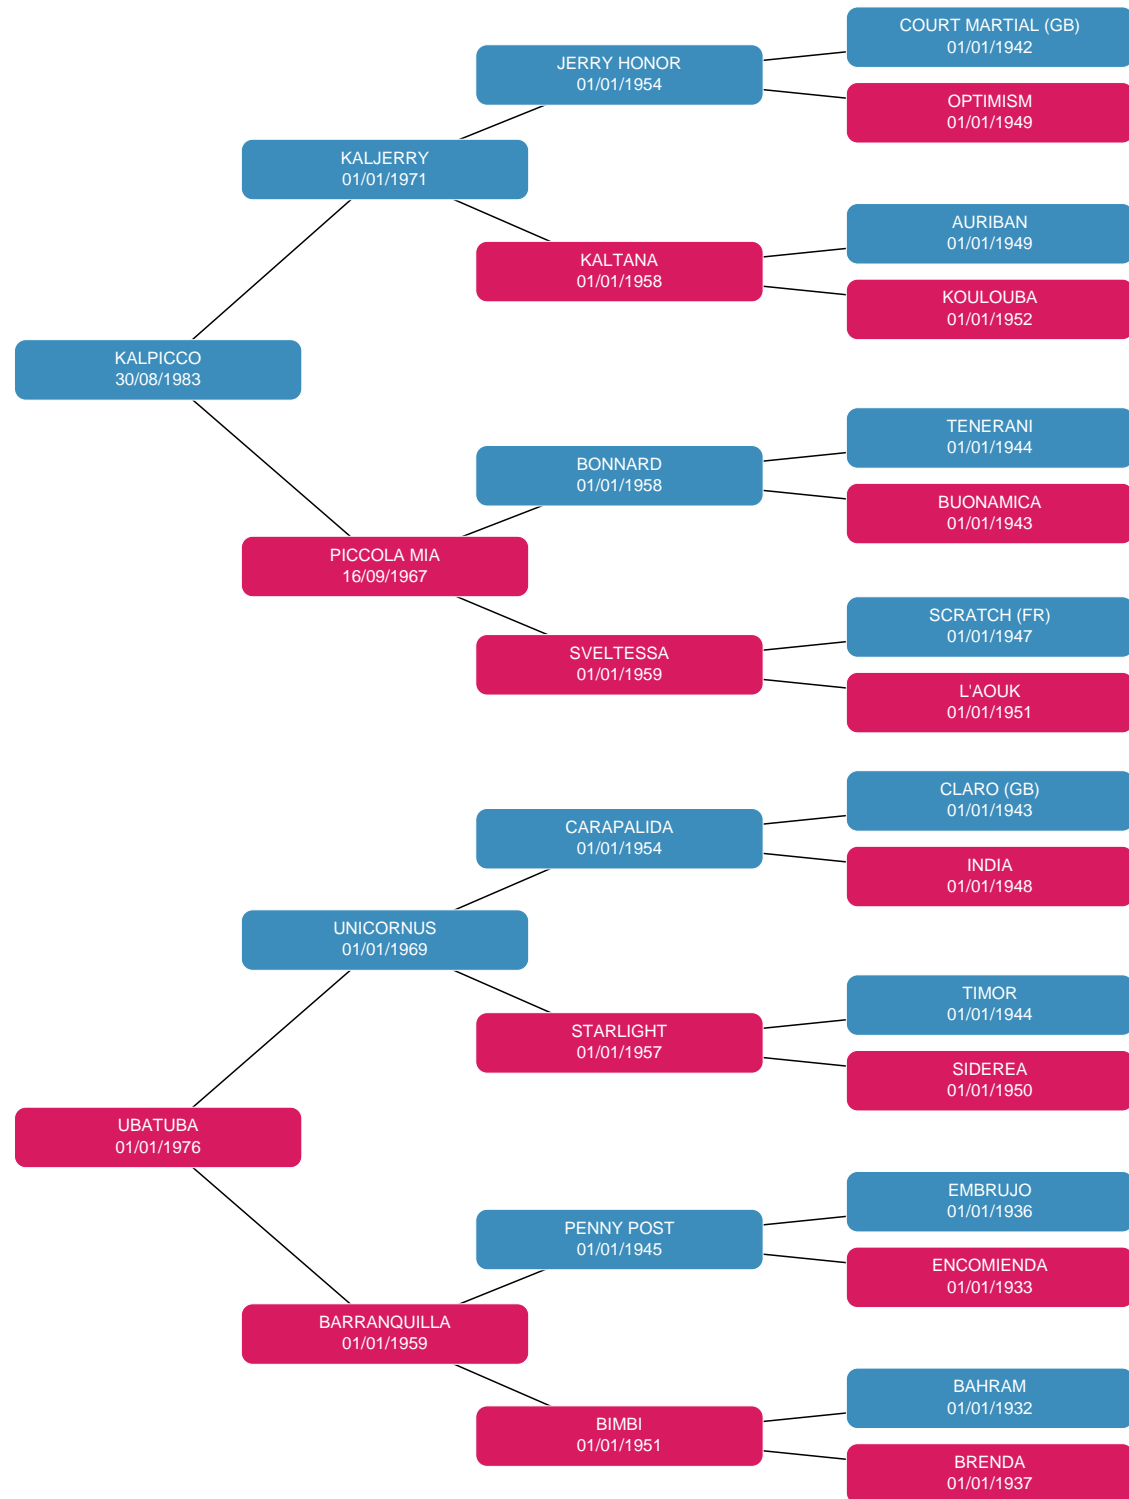 COURT MARTIAL (GB)
01/01/1942
JERRY HONOR
01/01/1954
OPTIMISM
01/01/1949
KALJERRY
01/01/1971
AURIBAN
01/01/1949
KALTANA
01/01/1958
KOULOUBA
01/01/1952
KALPICCO
30/08/1983
TENERANI
01/01/1944
BONNARD
01/01/1958
BUONAMICA
01/01/1943
PICCOLA MIA
16/09/1967
SCRATCH (FR)
01/01/1947
SVELTESSA
01/01/1959
L'AOUK
01/01/1951
CLARO (GB)
01/01/1943
CARAPALIDA
01/01/1954
INDIA
01/01/1948
UNICORNUS
01/01/1969
TIMOR
01/01/1944
STARLIGHT
01/01/1957
SIDEREA
01/01/1950
UBATUBA
01/01/1976
EMBRUJO
01/01/1936
PENNY POST
01/01/1945
ENCOMIENDA
01/01/1933
BARRANQUILLA
01/01/1959
BAHRAM
01/01/1932
BIMBI
01/01/1951
BRENDA
01/01/1937